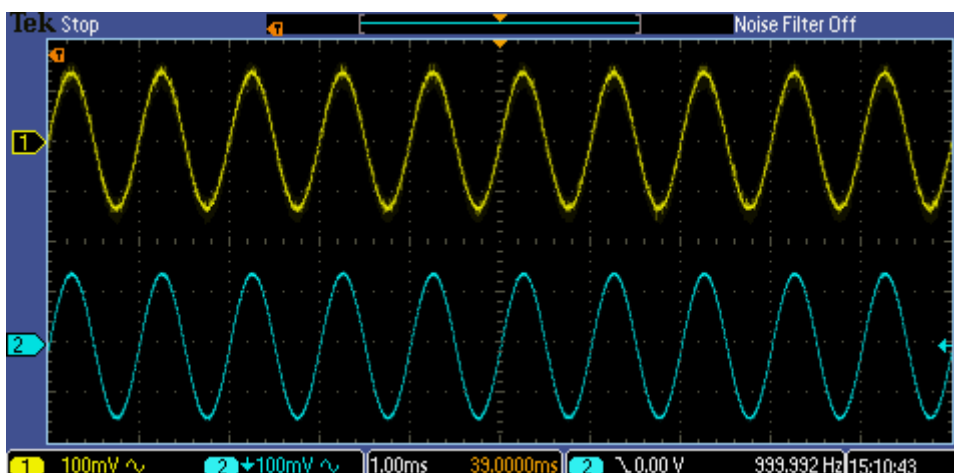 Tek Stop Noise Filter Off
T
T
1
2
1 100mV 2 100mV 1.00ms 39.0000ms 2 0.00 V 999.992 Hz 15:10:43